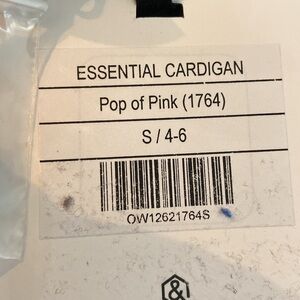 ESSENTIAL CARDIGAN
Pop of Pink (1764)
S / 4-6
OW12621764S
&